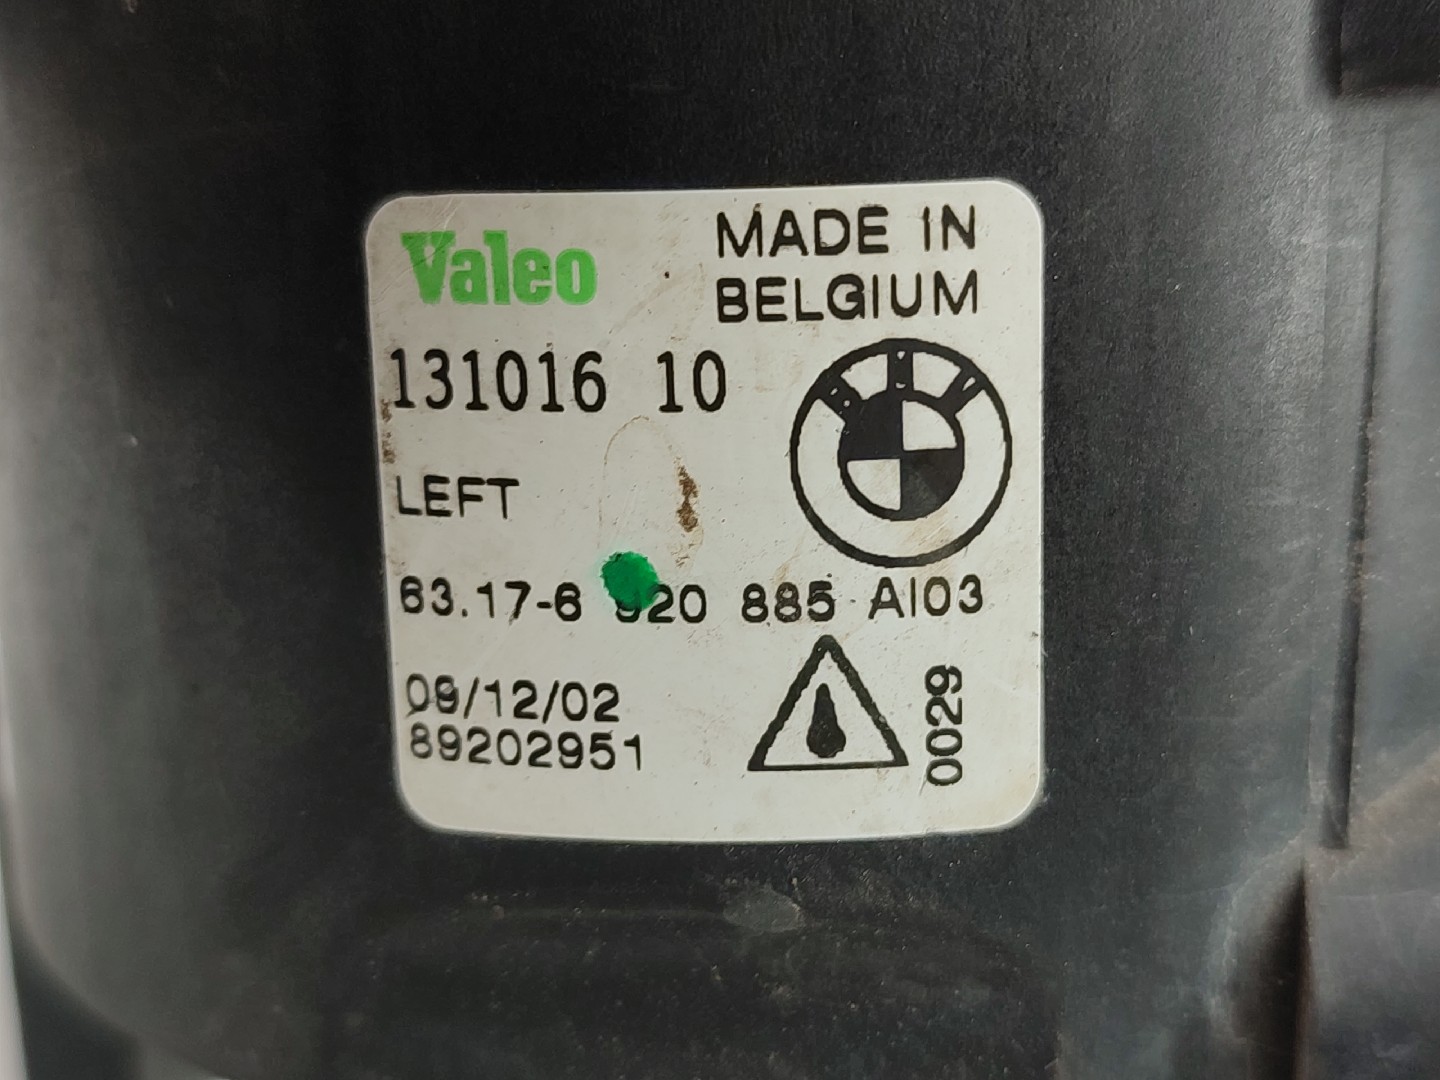 Valeo
MADE IN
BELGIUM
131016 10
LEFT
63.17-6 920 885 AI03
09/12/02
89202951
0029